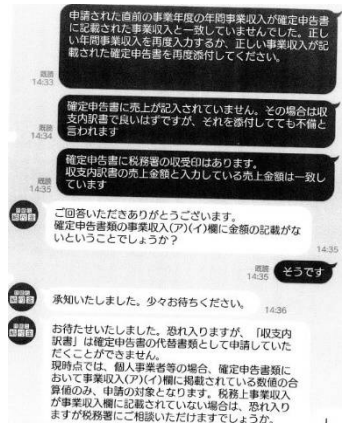 申請された直前の事業年度の年間事業収入が確定申告書
に記載された事業収入と一致していませんでした。正し
い年間事業収入を再度入力するか、正しい事業収入が記
載された確定申告書を再度添付してください。
既読
14:33
確定申告書に売上が記入されていません。その場合は収
支内訳書で良いはずですが、それを添付してても不備と
言われます
既読
14:34
確定申告書に税務署の収受印はあります。
収支内訳書の売上金額と入力している売上金額は一致し
ています
既読
14:35
ご回答いただきありがとうございます。
確定申告書類の事業収入(ア)(イ)欄に金額の記載がな
いということでしょうか？
14:35
既読
14:35
そうです
承知いたしました。少々お待ちください。
14:36
お待たせいたしました。恐れ入りますが、「収支内
訳書」は確定申告書の代替書類として申請していた
だくことができません。
現時点では、個人事業者等の場合、確定申告書類に
おいて事業収入(ア)(イ)欄に掲載されている数値の合
算値のみ、申請の対象となります。税務上事業収入
が事業収入欄に記載されていない場合は、恐れ入り
ますが税務署にご相談いただけますでしょうか。